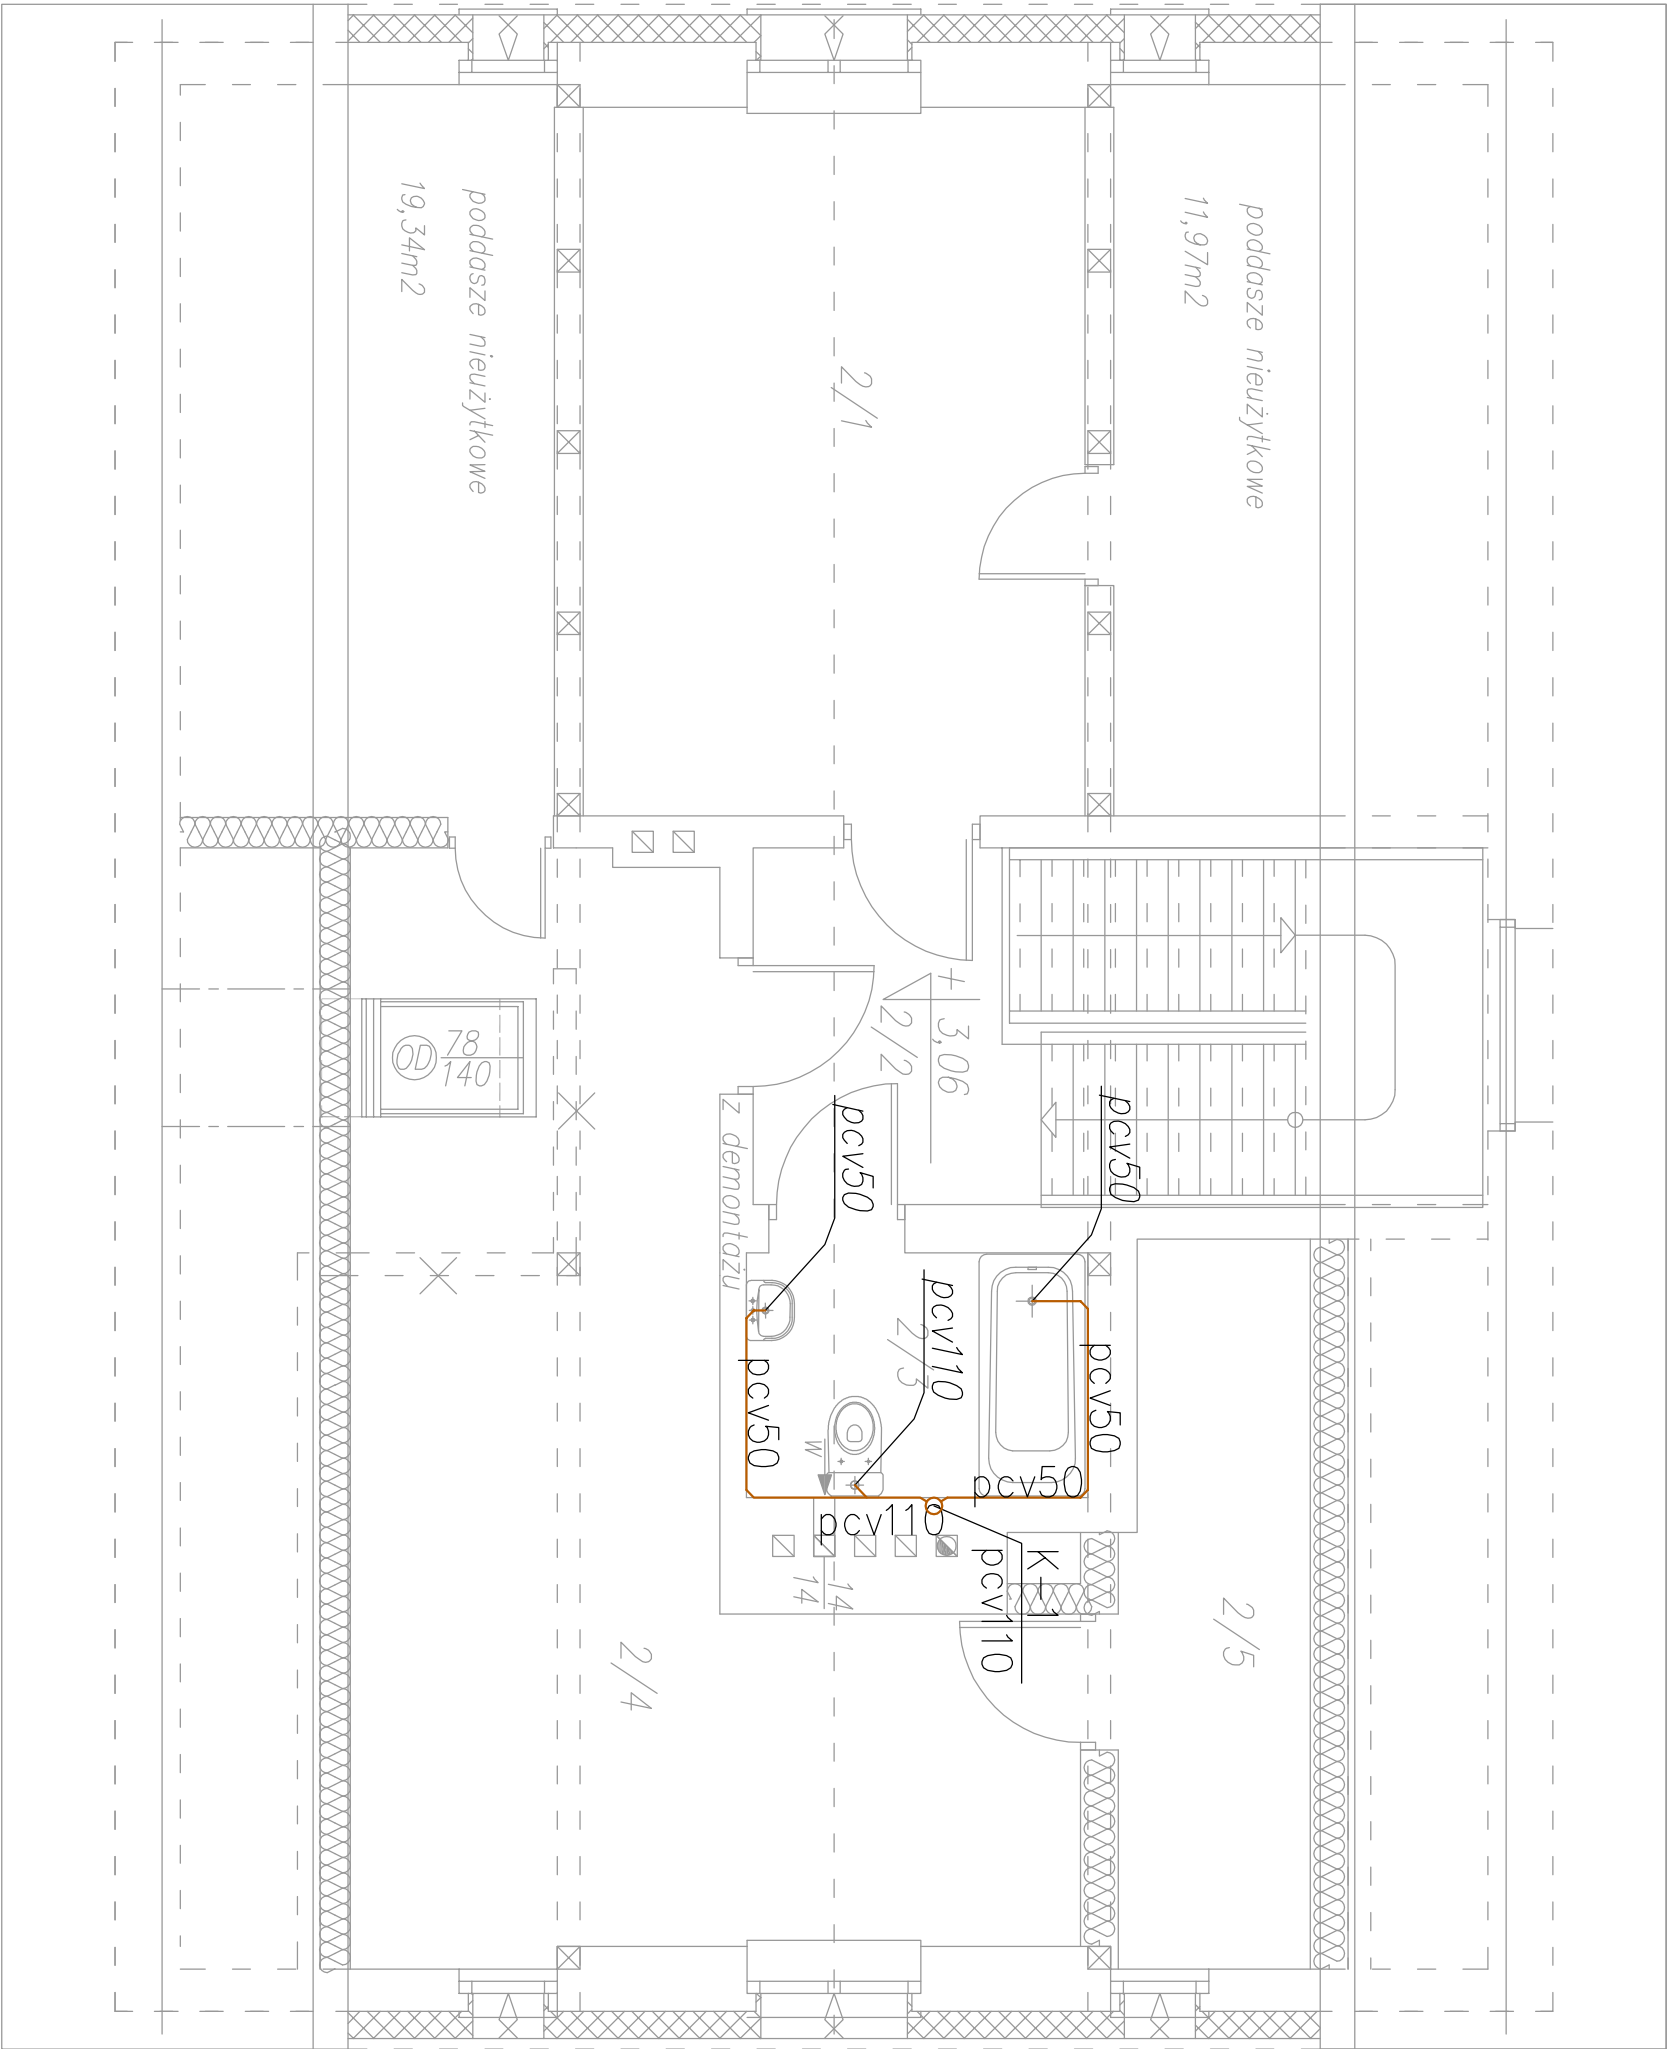 poddasze nieużytkowe
19,34m2
poddasze nieużytkowe
11,97m2
2/1
+ 3,06
2/2
OD
78
140
z demontażu
pcv50
pcv50
pcv110
2/3
pcv50
pcv50
pcv50
pcv110
w
14
14
K-1
pcv110
2/4
2/5